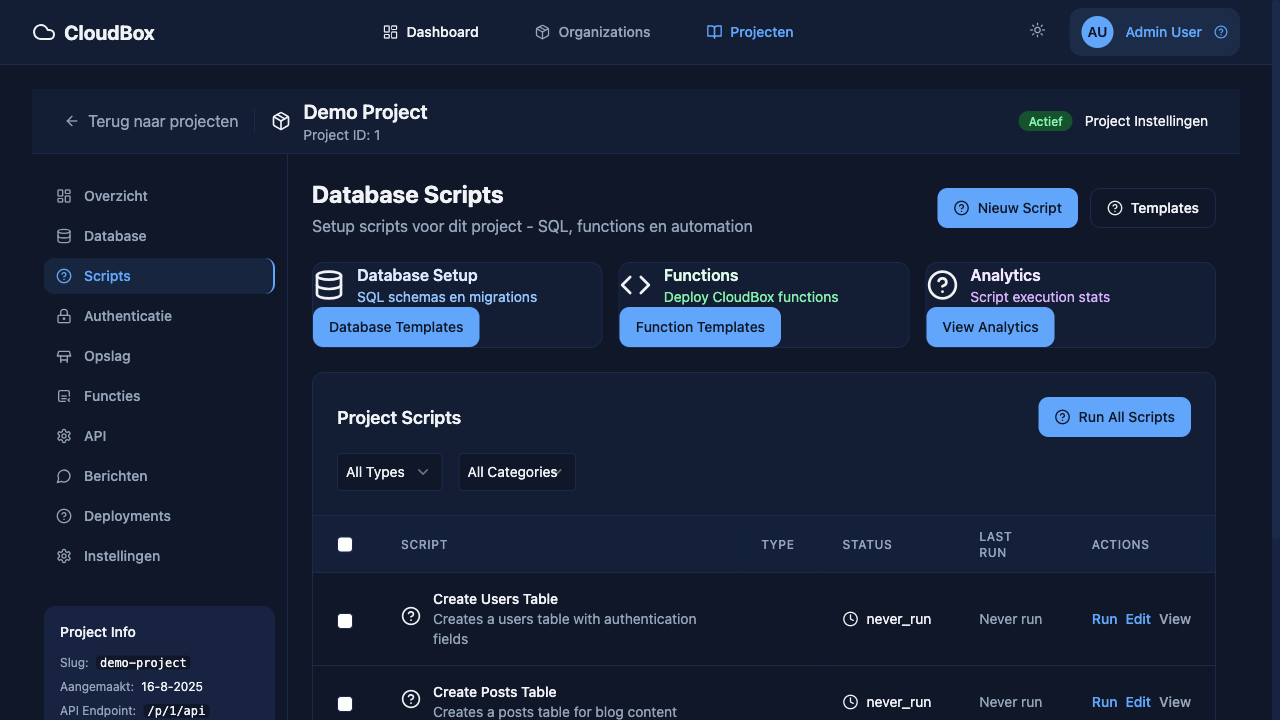 CloudBox
Dashboard
Organizations
Projecten
AU
Admin User
Terug naar projecten
Demo Project
Project ID: 1
Actief
Project Instellingen
Overzicht
Database
Scripts
Authenticatie
Opslag
Functies
API
Berichten
Deployments
Instellingen
Project Info
Slug: demo-project
Aangemaakt: 16-8-2025
API Endpoint: /p/1/api
Database Scripts
Setup scripts voor dit project - SQL, functions en automation
Nieuw Script
Templates
Database Setup
SQL schemas en migrations
Database Templates
Functions
Deploy CloudBox functions
Function Templates
Analytics
Script execution stats
View Analytics
Project Scripts
Run All Scripts
All Types
All Categories
SCRIPT
TYPE
STATUS
LAST
RUN
ACTIONS
Create Users Table
Creates a users table with authentication
fields
never_run
Never run
Run Edit View
Create Posts Table
Creates a posts table for blog content
never_run
Never run
Run Edit View